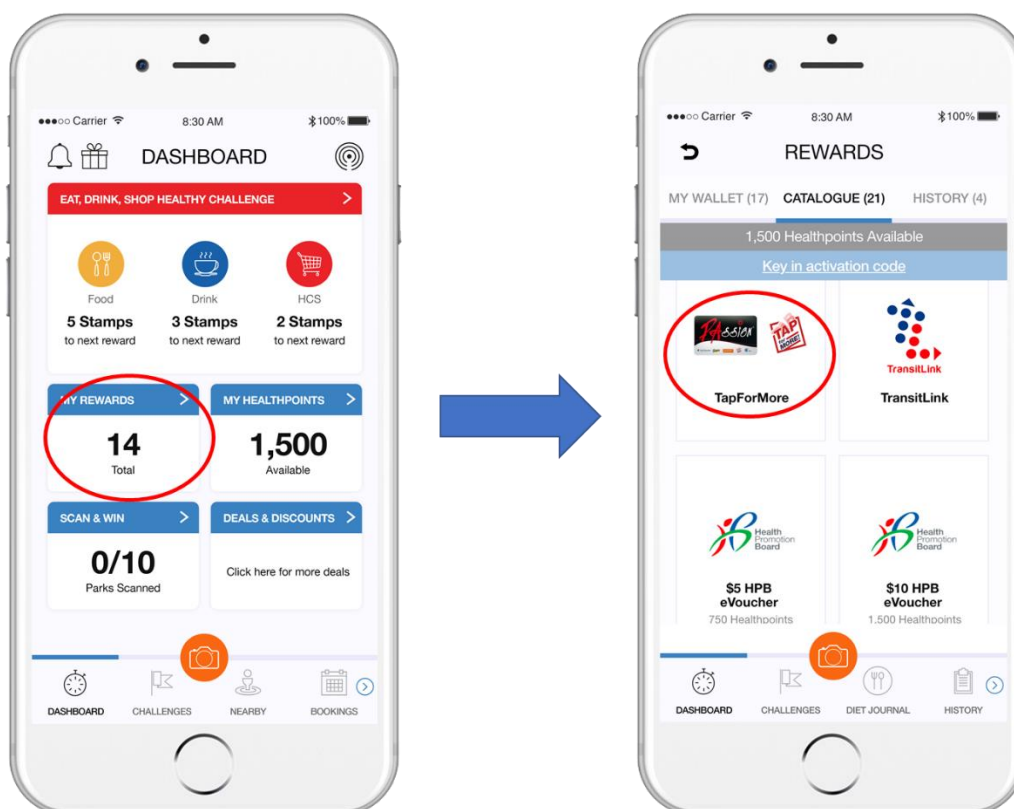 ●●●○○ Carrier 8:30 AM 100%
DASHBOARD
EAT, DRINK, SHOP HEALTHY CHALLENGE >
Food Drink HCS
5 Stamps 3 Stamps 2 Stamps
to next reward to next reward to next reward
MY REWARDS > MY HEALTHPOINTS >
14 1,500
Total Available
SCAN & WIN > DEALS & DISCOUNTS >
0/10
Parks Scanned
Click here for more deals
DASHBOARD CHALLENGES NEARBY BOOKINGS
●●●○○ Carrier 8:30 AM 100%
REWARDS
MY WALLET (17) CATALOGUE (21) HISTORY (4)
1,500 Healthpoints Available
Key in activation code
PAssion TAP FOR MORE! TransitLink
TapForMore TransitLink
Health Health
Promotion Promotion
Board Board
$5 HPB $10 HPB
eVoucher eVoucher
750 Healthpoints 1,500 Healthpoints
DASHBOARD CHALLENGES DIET JOURNAL HISTORY